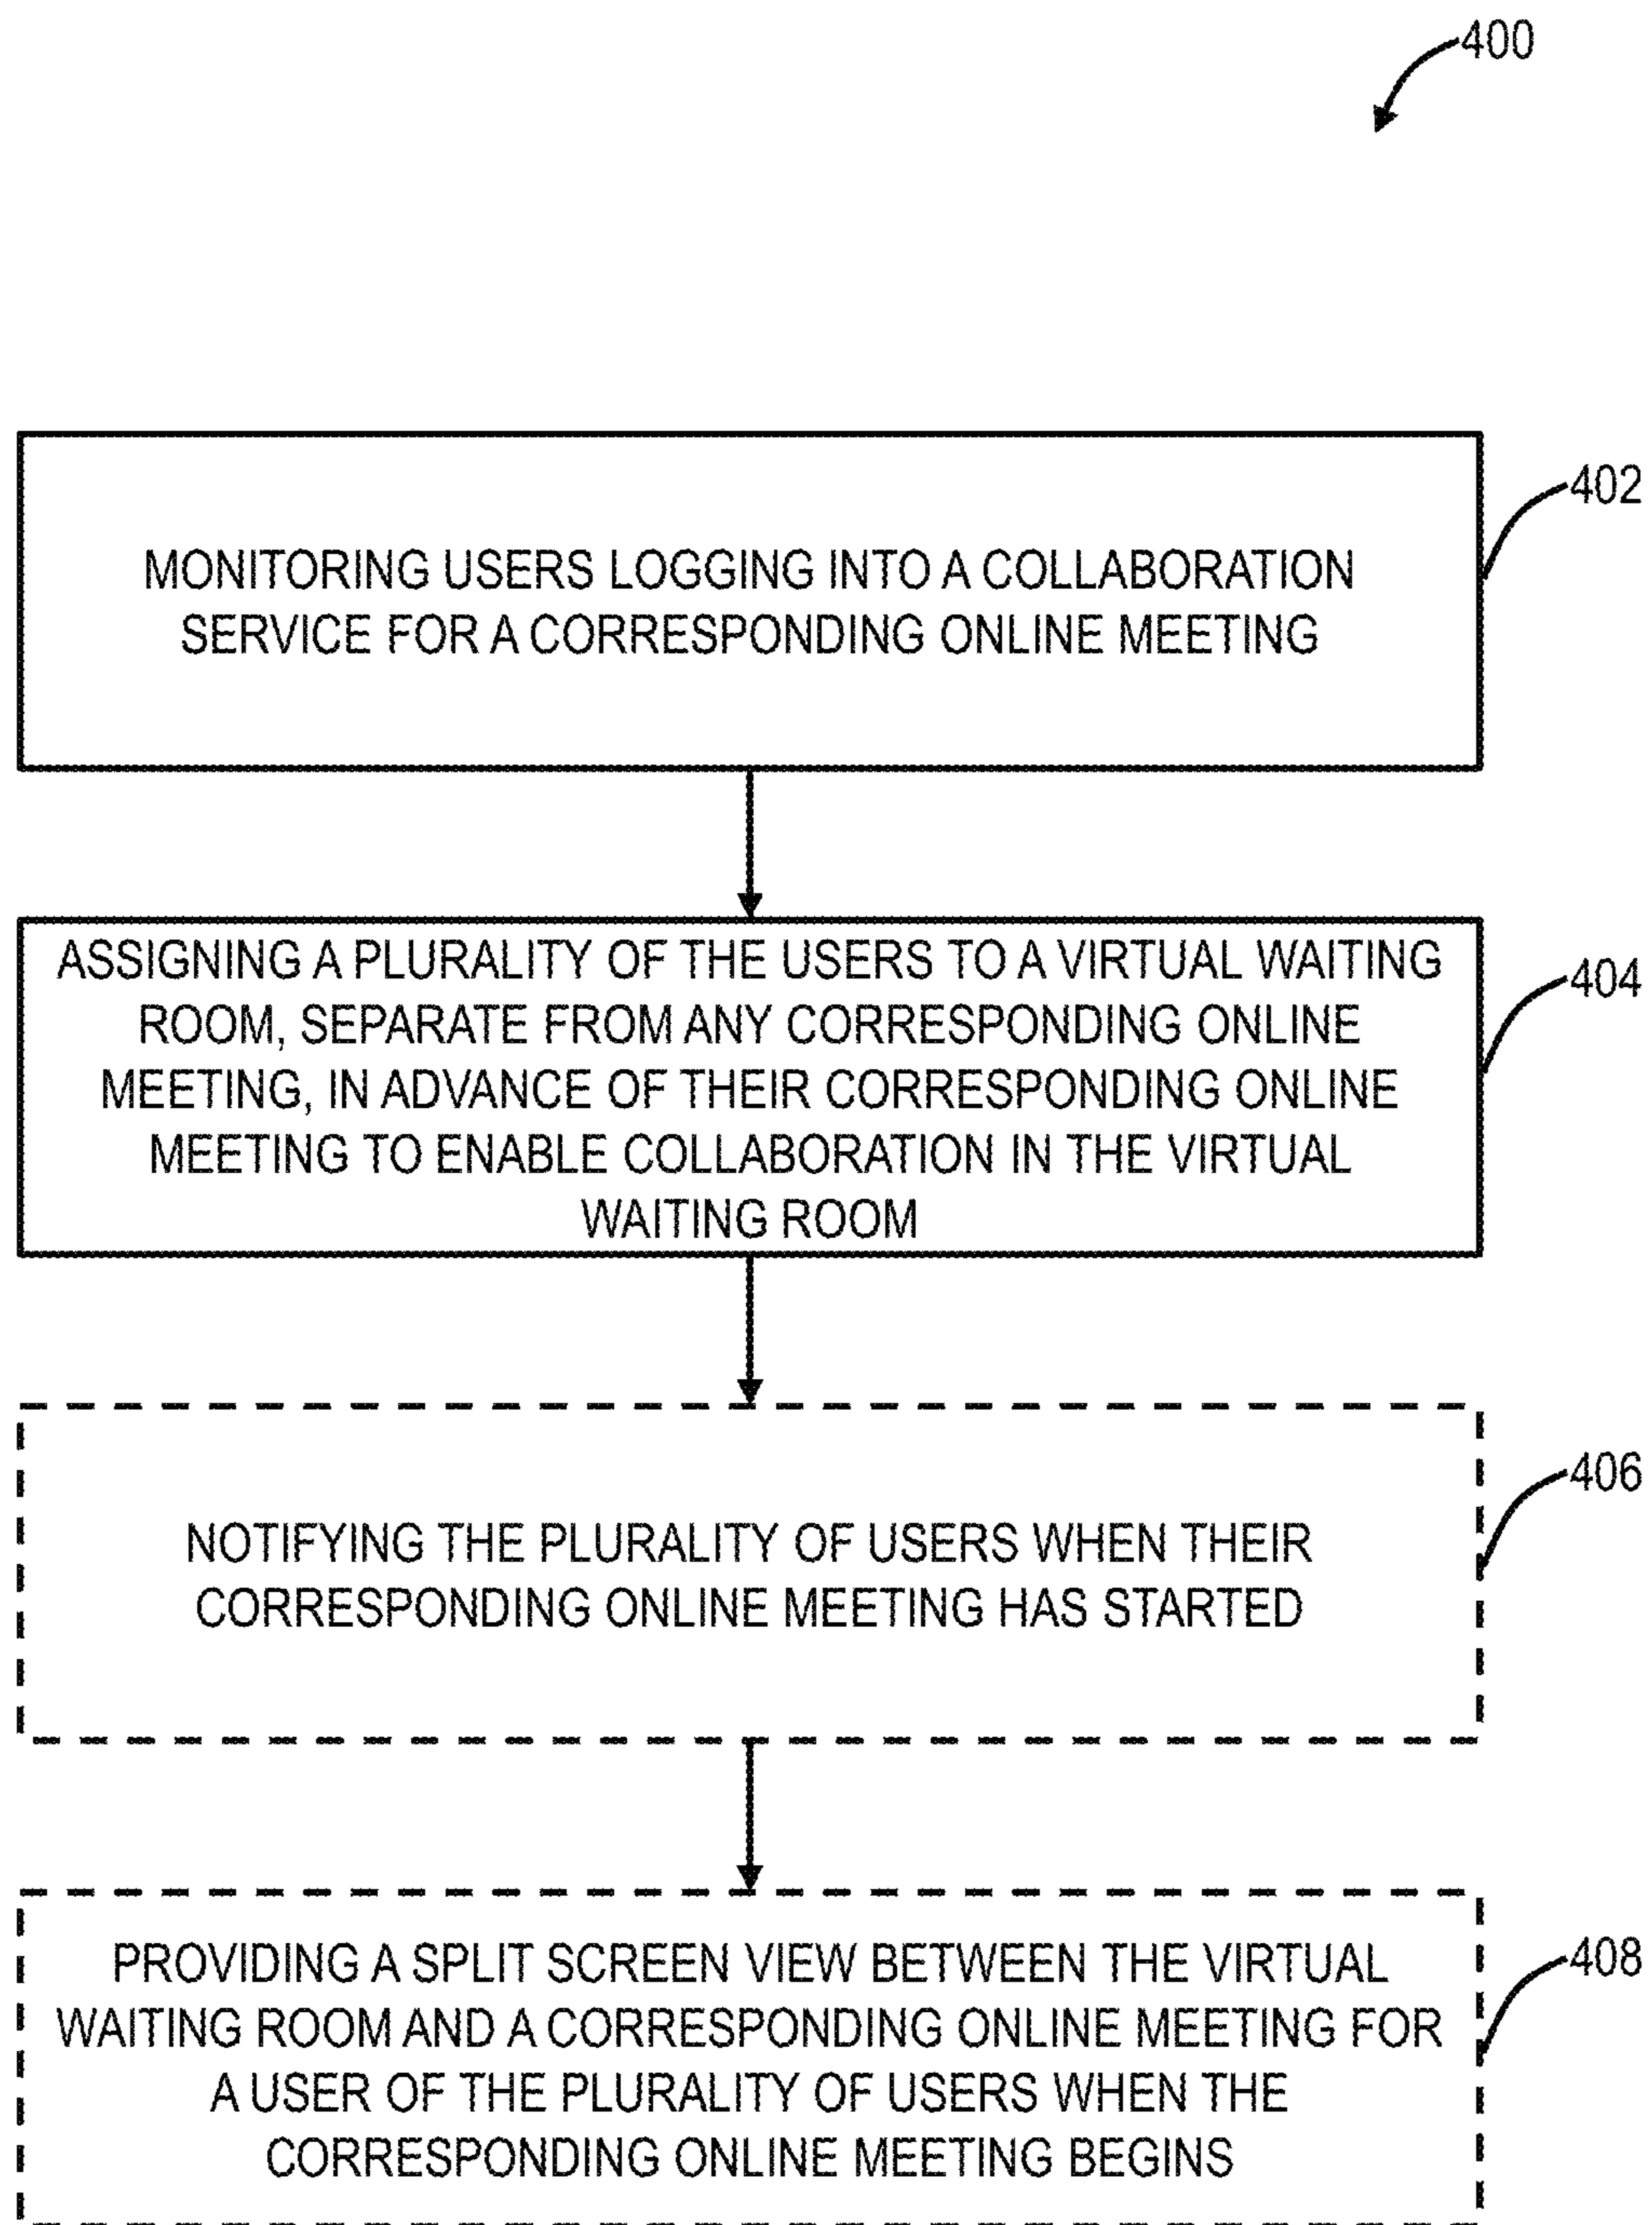 400
402
MONITORING USERS LOGGING INTO A COLLABORATION
SERVICE FOR A CORRESPONDING ONLINE MEETING
404
ASSIGNING A PLURALITY OF THE USERS TO A VIRTUAL WAITING
ROOM, SEPARATE FROM ANY CORRESPONDING ONLINE
MEETING, IN ADVANCE OF THEIR CORRESPONDING ONLINE
MEETING TO ENABLE COLLABORATION IN THE VIRTUAL
WAITING ROOM
406
NOTIFYING THE PLURALITY OF USERS WHEN THEIR
CORRESPONDING ONLINE MEETING HAS STARTED
408
PROVIDING A SPLIT SCREEN VIEW BETWEEN THE VIRTUAL
WAITING ROOM AND A CORRESPONDING ONLINE MEETING FOR
A USER OF THE PLURALITY OF USERS WHEN THE
CORRESPONDING ONLINE MEETING BEGINS